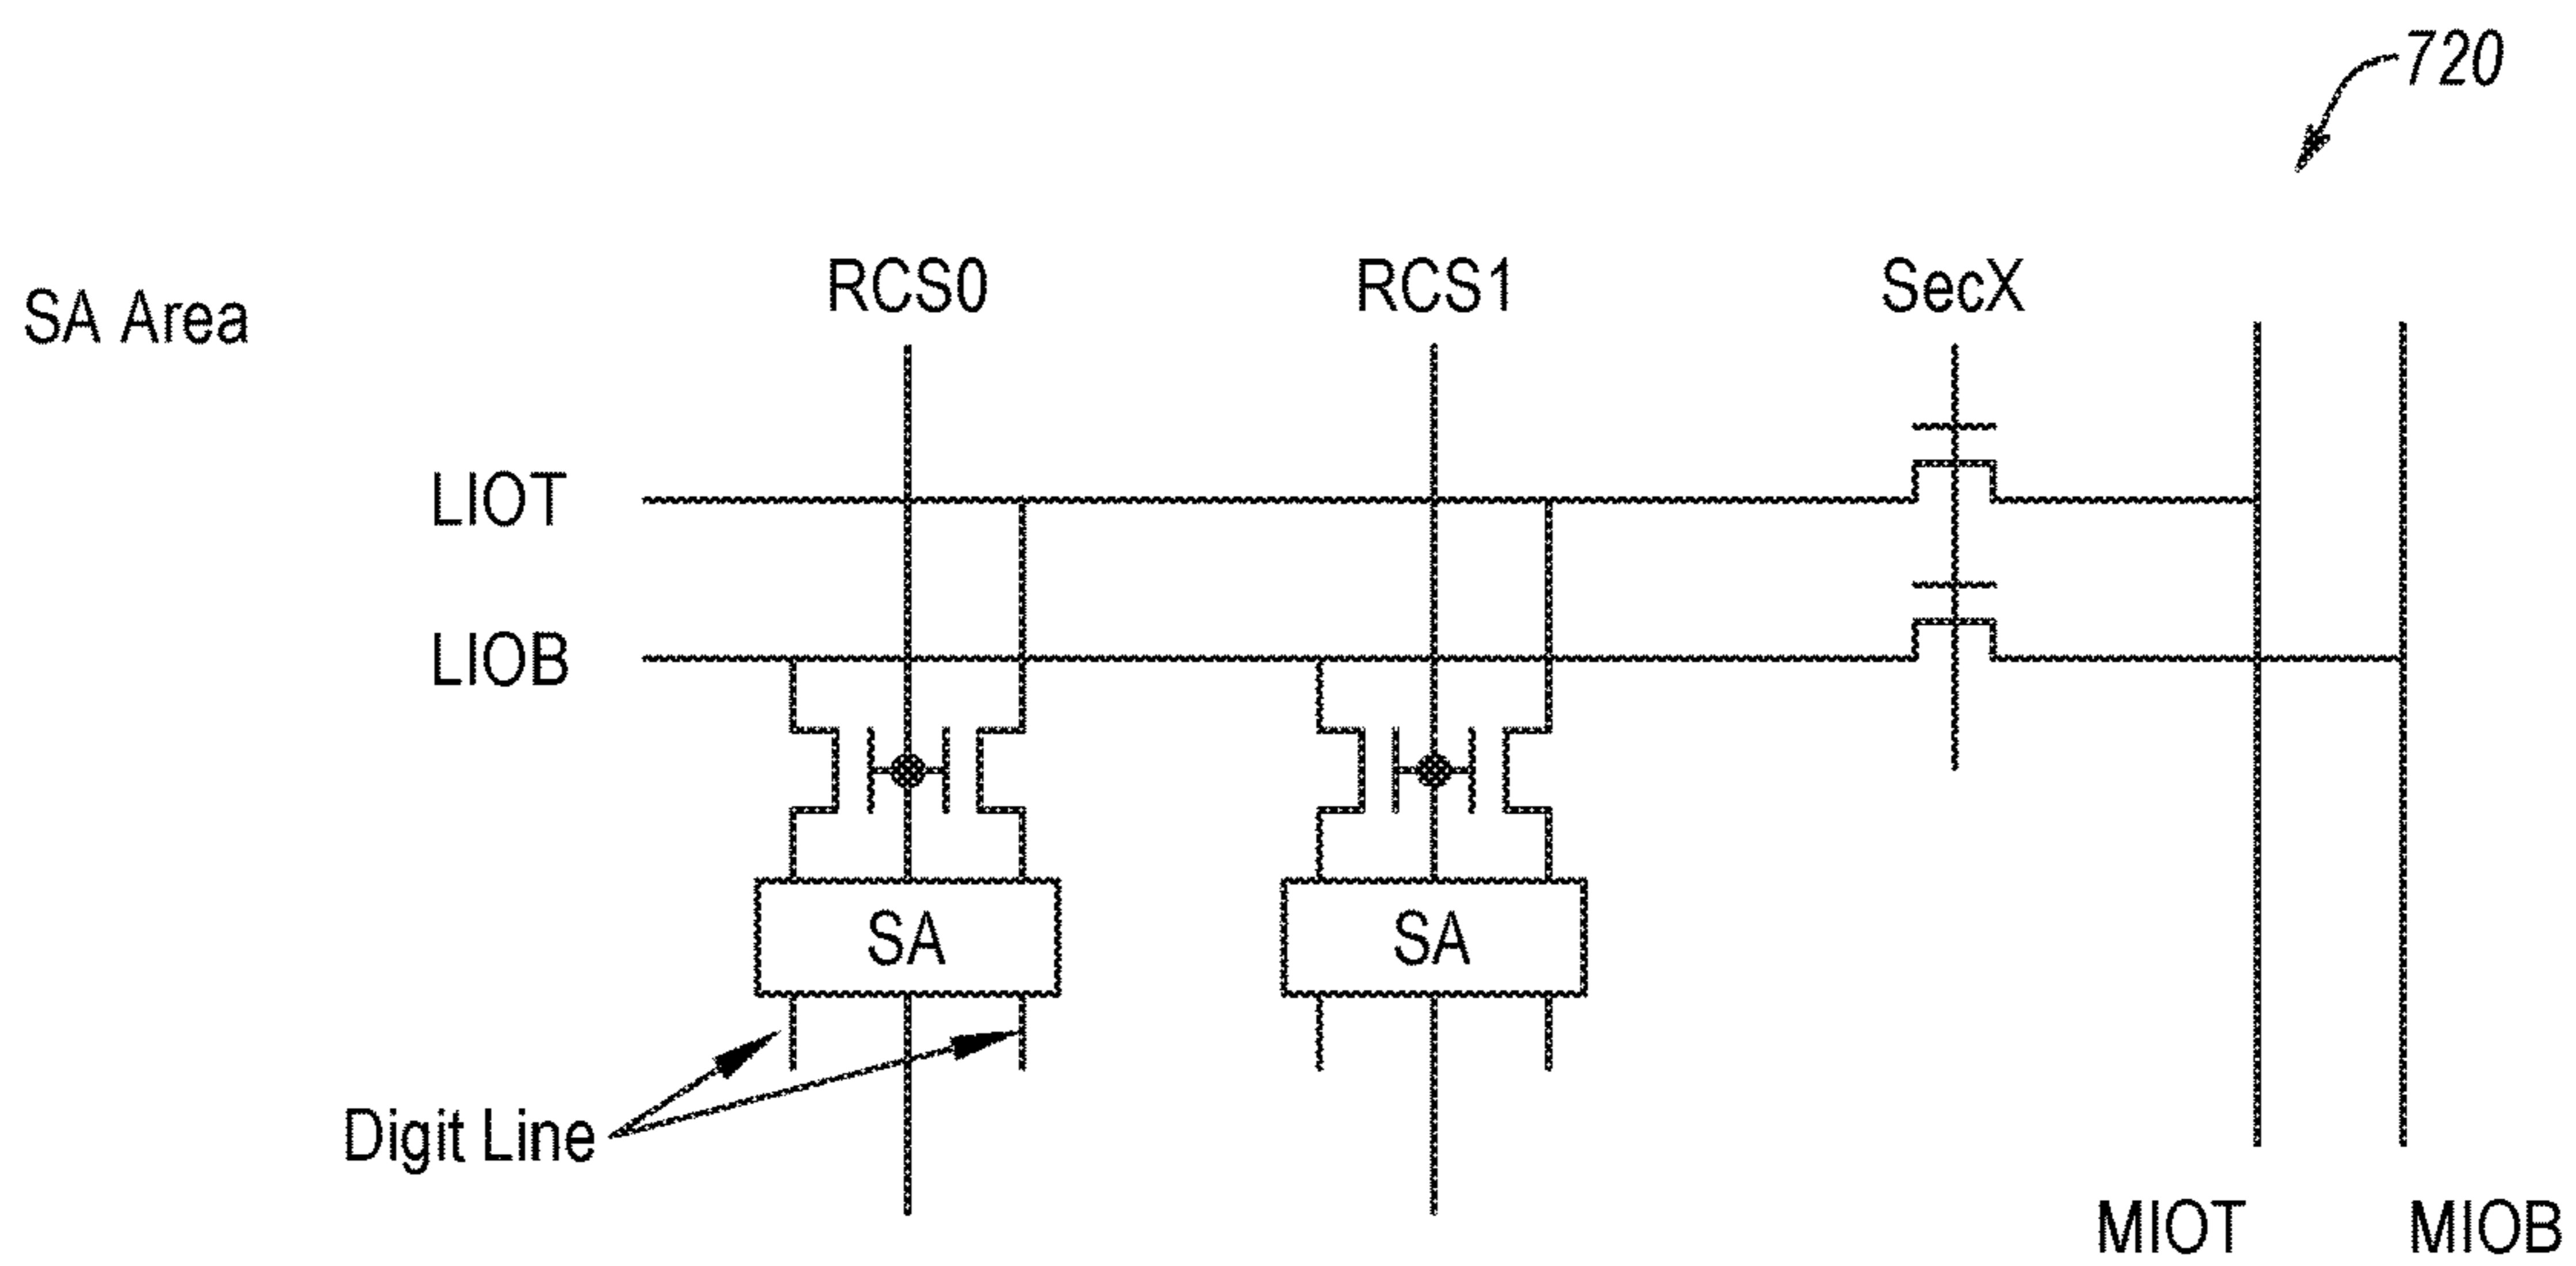 720
RCS0 RCS1 SecX
SA Area
LIOT
LIOB
SA SA
Digit Line
MIOT MIOB